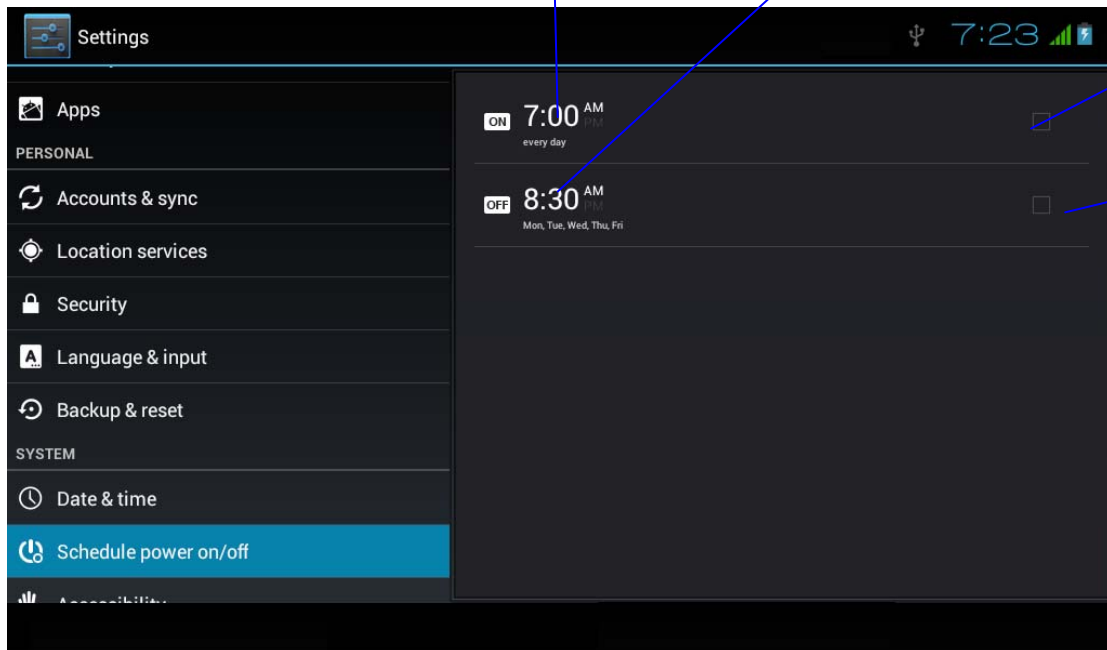 Settings
7:23
Apps
PERSONAL
Accounts & sync
Location services
Security
Language & input
Backup & reset
SYSTEM
Date & time
Schedule power on/off
Accessibility
ON 7:00 AM PM
every day
OFF 8:30 AM PM
Mon, Tue, Wed, Thu, Fri